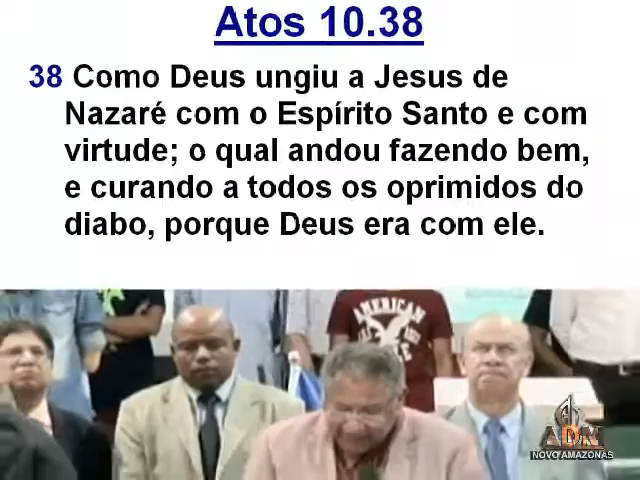 Atos 10.38
38 Como Deus ungiu a Jesus de
Nazaré com o Espírito Santo e com
virtude; o qual andou fazendo bem,
e curando a todos os oprimidos do
diabo, porque Deus era com ele.
AMERICAN
ADN
NOVO AMAZONAS